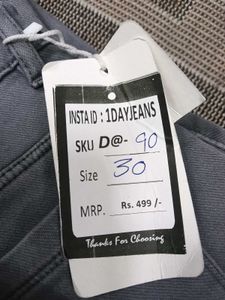 INSTA ID : 1DAYJEANS
SKU D@- 90
Size 30
MRP. Rs. 499 /-
Thanks For Choosing